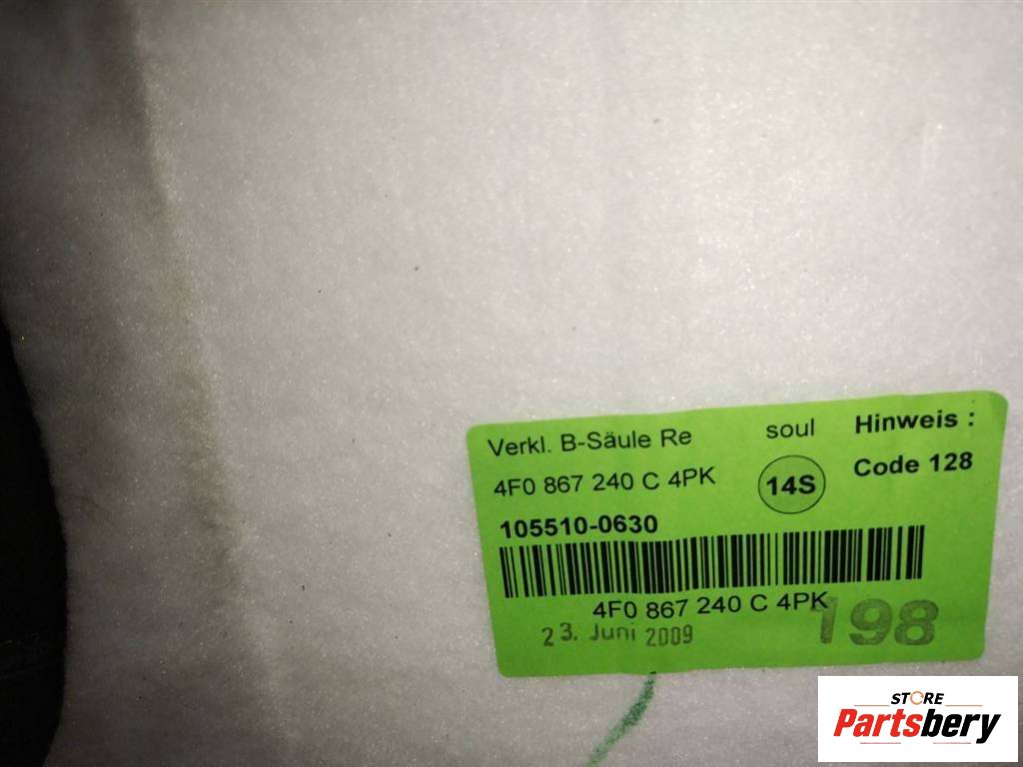 Verkl. B-Säule Re soul Hinweis :
4F0 867 240 C 4PK 14S Code 128
105510-0630
4F0 867 240 C 4PK
23. Juni 2009 198
STORE
Partsbery